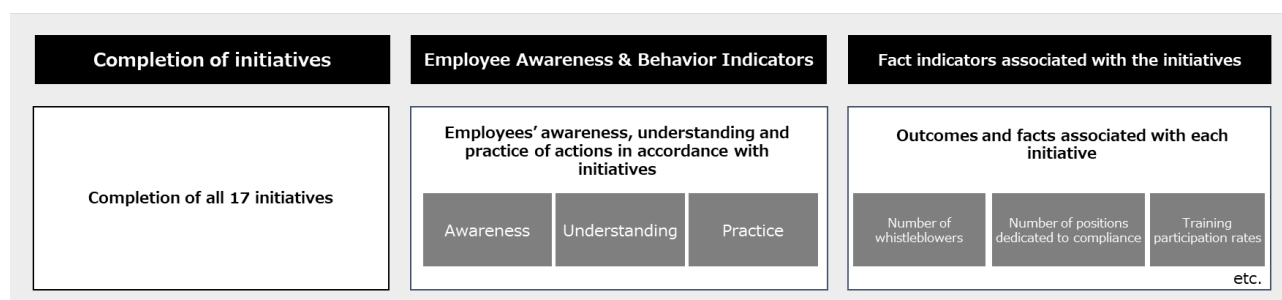 Completion of initiatives
Employee Awareness & Behavior Indicators
Fact indicators associated with the initiatives
Completion of all 17 initiatives
Employees’ awareness, understanding and
practice of actions in accordance with
initiatives
Awareness
Understanding
Practice
Outcomes and facts associated with each
initiative
Number of
whistleblowers
Number of positions
dedicated to compliance
Training
participation rates
etc.